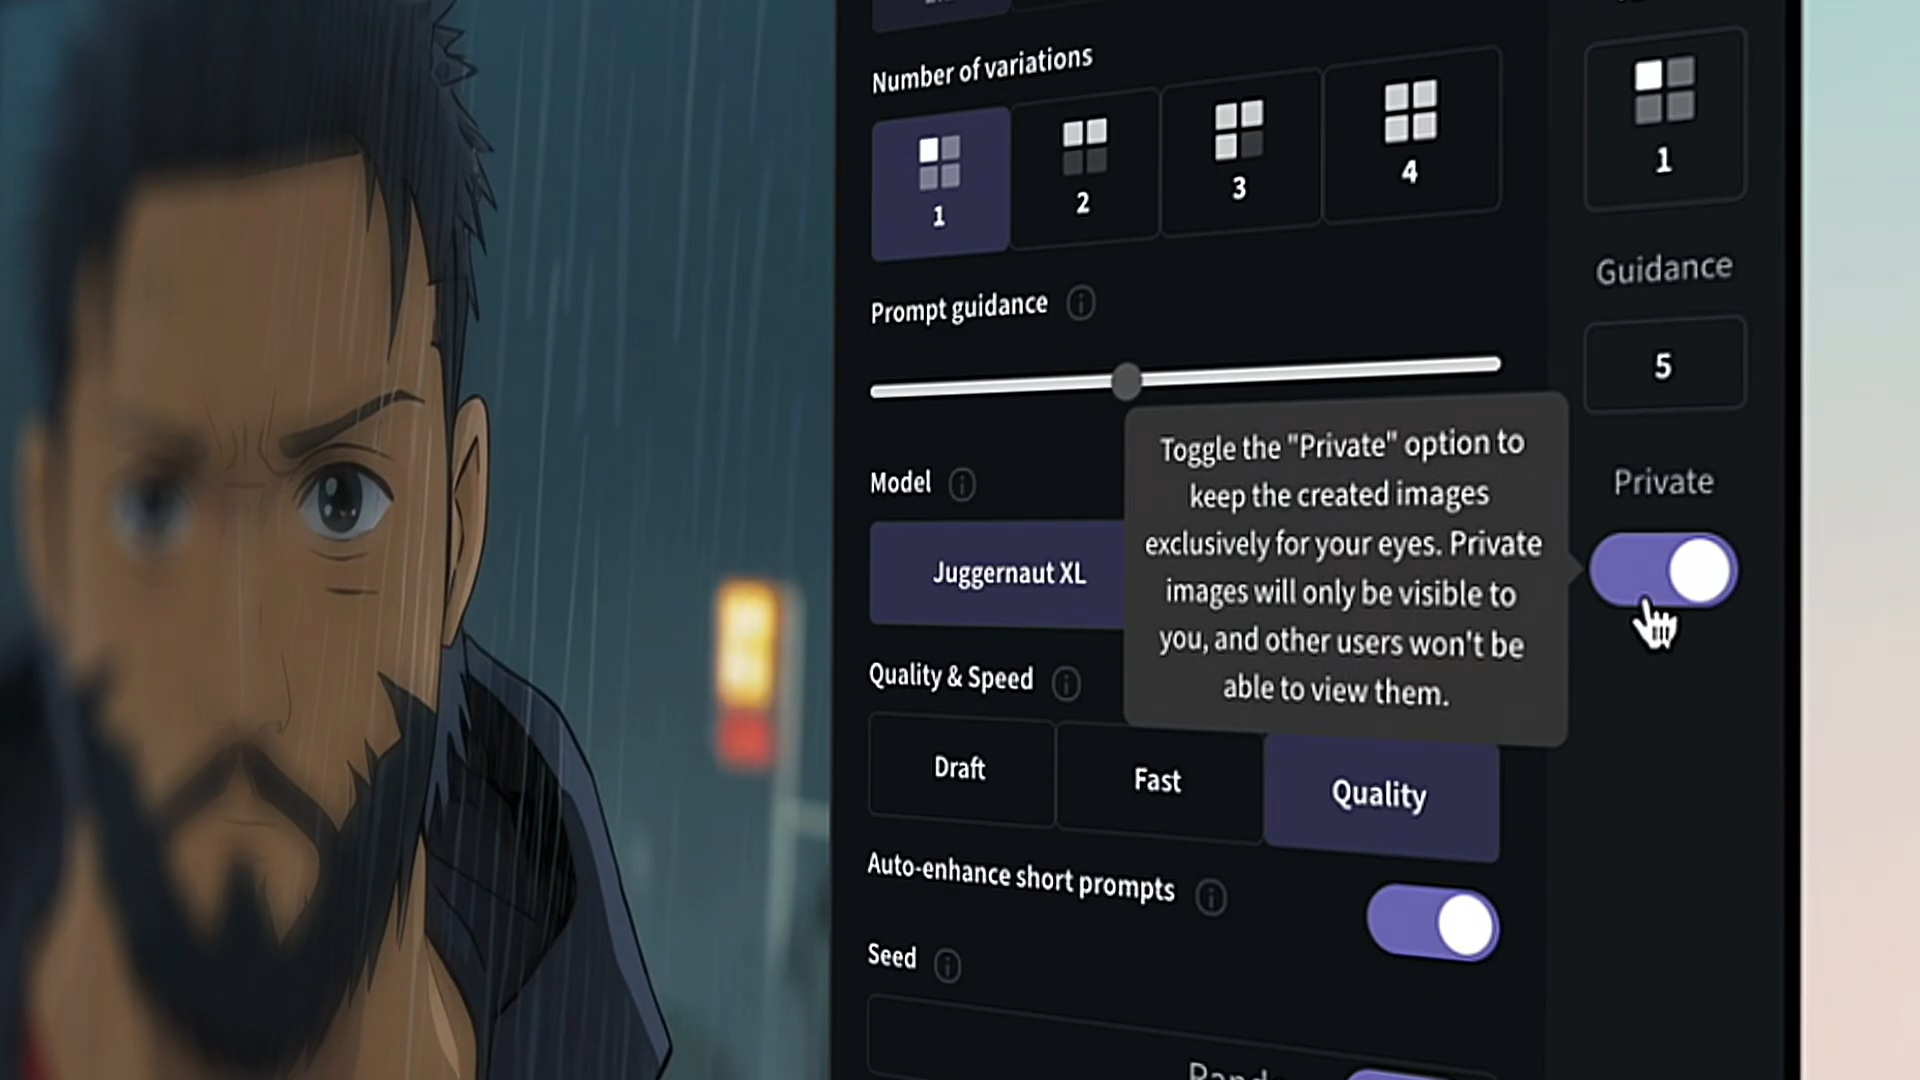 Number of variations
1
2
3
4
1
Guidance
Prompt guidance
5
Toggle the "Private" option to
keep the created images
exclusively for your eyes. Private
images will only be visible to
you, and other users won't be
able to view them.
Private
Model
Juggernaut XL
Quality & Speed
Draft
Fast
Quality
Auto-enhance short prompts
Seed